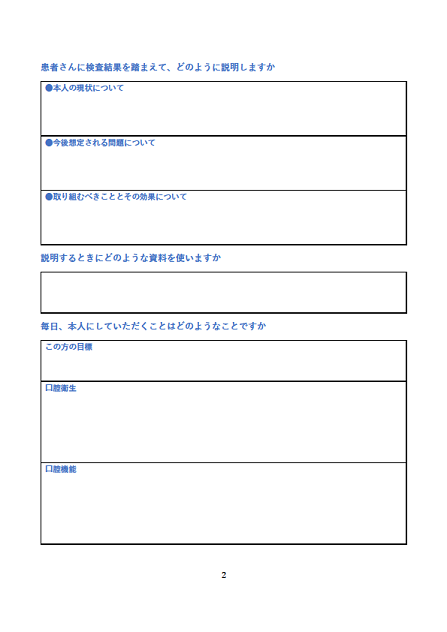 患者さんに検査結果を踏まえて、どのように説明しますか
●本人の現状について
●今後想定される問題について
●取り組むべきこととその効果について
説明するときにどのような資料を使いますか
毎日、本人にしていただくことはどのようなことですか
この方の目標
口腔衛生
口腔機能
2